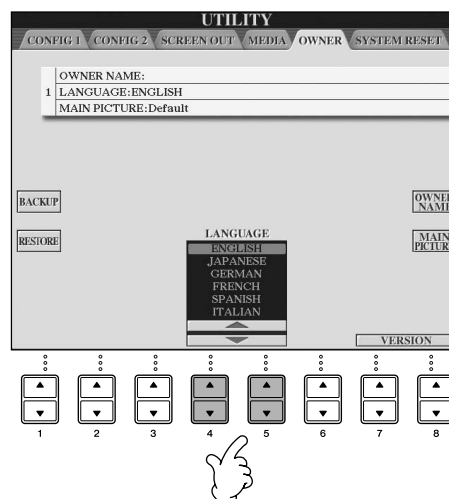 UTILITY
CONFIG 1 CONFIG 2 SCREEN OUT MEDIA OWNER SYSTEM RESET
OWNER NAME:
1 LANGUAGE:ENGLISH
MAIN PICTURE:Default
BACKUP
OWNER NAME
RESTORE
MAIN PICTURE
LANGUAGE
ENGLISH
JAPANESE
GERMAN
FRENCH
SPANISH
ITALIAN
VERSION
1 2 3 4 5 6 7 8